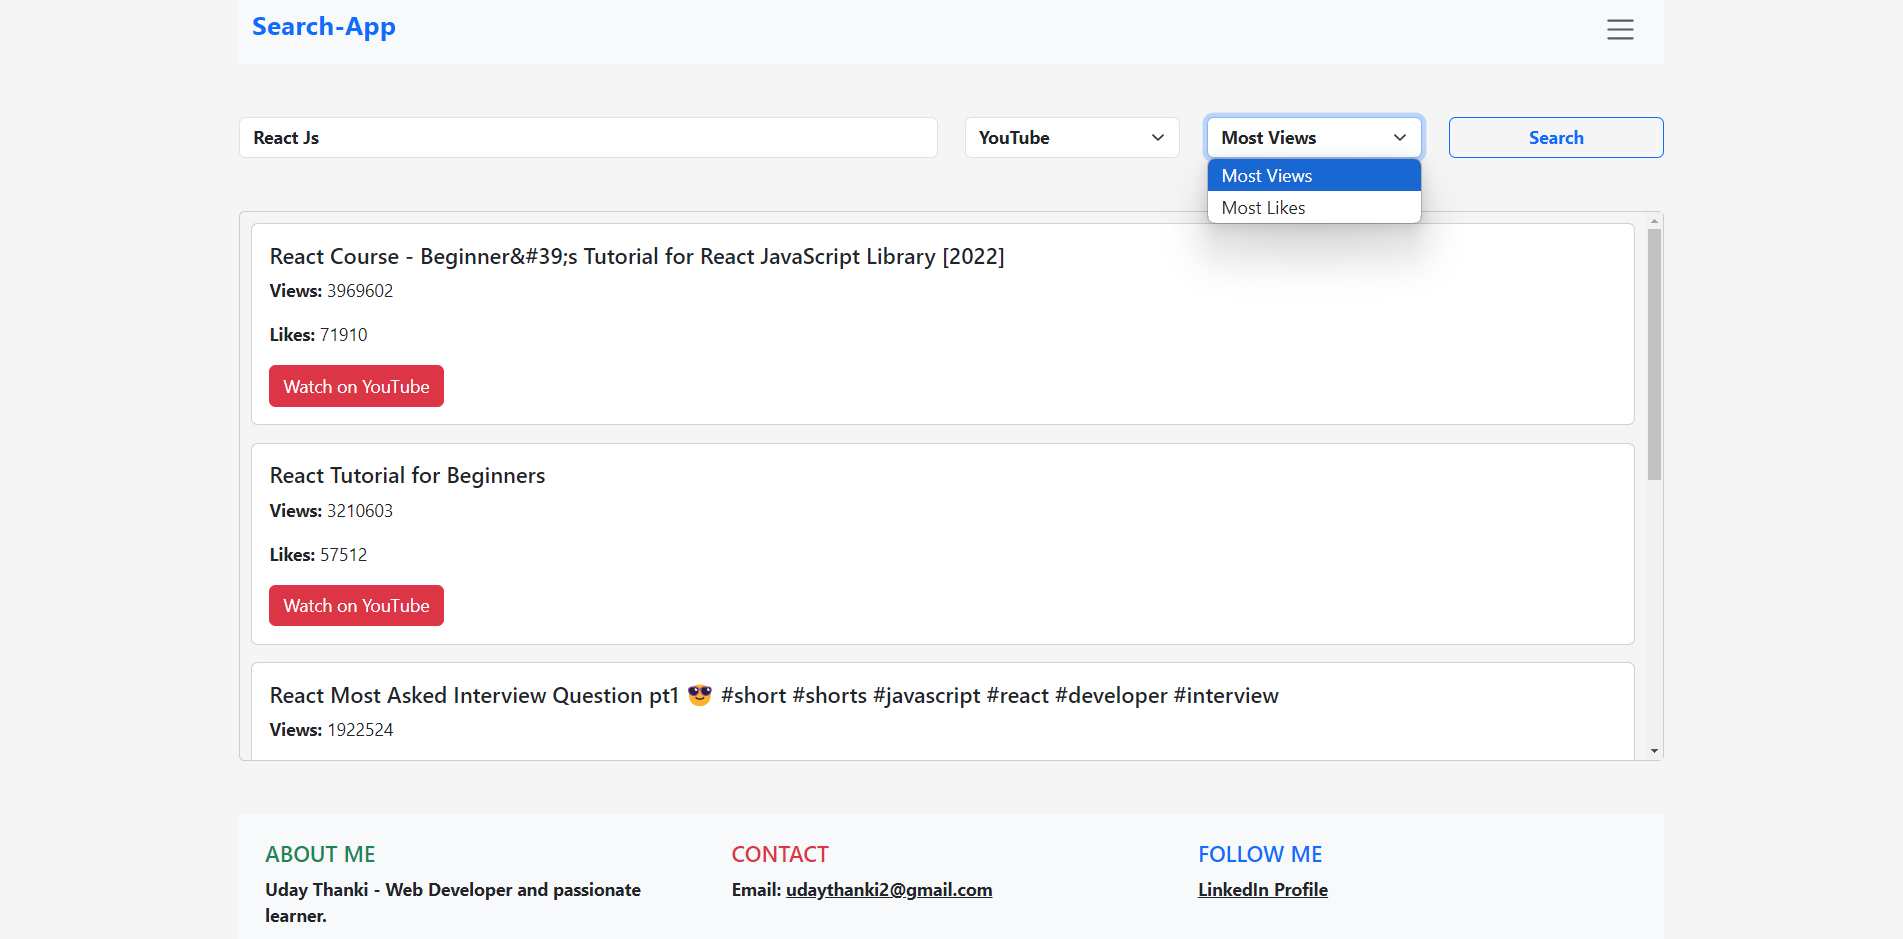 Search-App
React Js
YouTube
Most Views
Search
Most Views
Most Likes
React Course - Beginner&#39;s Tutorial for React JavaScript Library [2022]
Views: 3969602
Likes: 71910
Watch on YouTube
React Tutorial for Beginners
Views: 3210603
Likes: 57512
Watch on YouTube
React Most Asked Interview Question pt1 😎 #short #shorts #javascript #react #developer #interview
Views: 1922524
ABOUT ME
Uday Thanki - Web Developer and passionate
learner.
CONTACT
Email: udaythanki2@gmail.com
FOLLOW ME
LinkedIn Profile